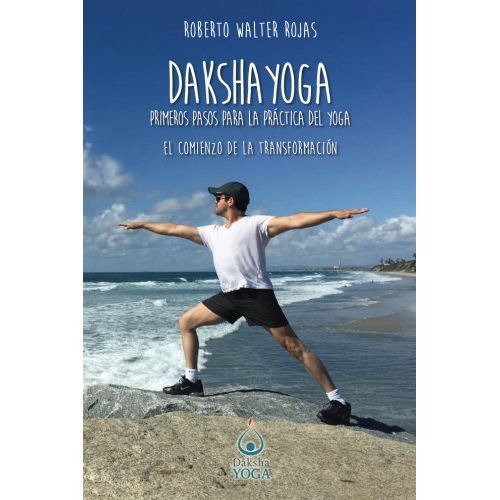 ROBERTO WALTER ROJAS
DAKSHA YOGA
PRIMEROS PASOS PARA LA PRÁCTICA DEL YOGA
EL COMIENZO DE LA TRANSFORMACIÓN
Daksha
YOGA